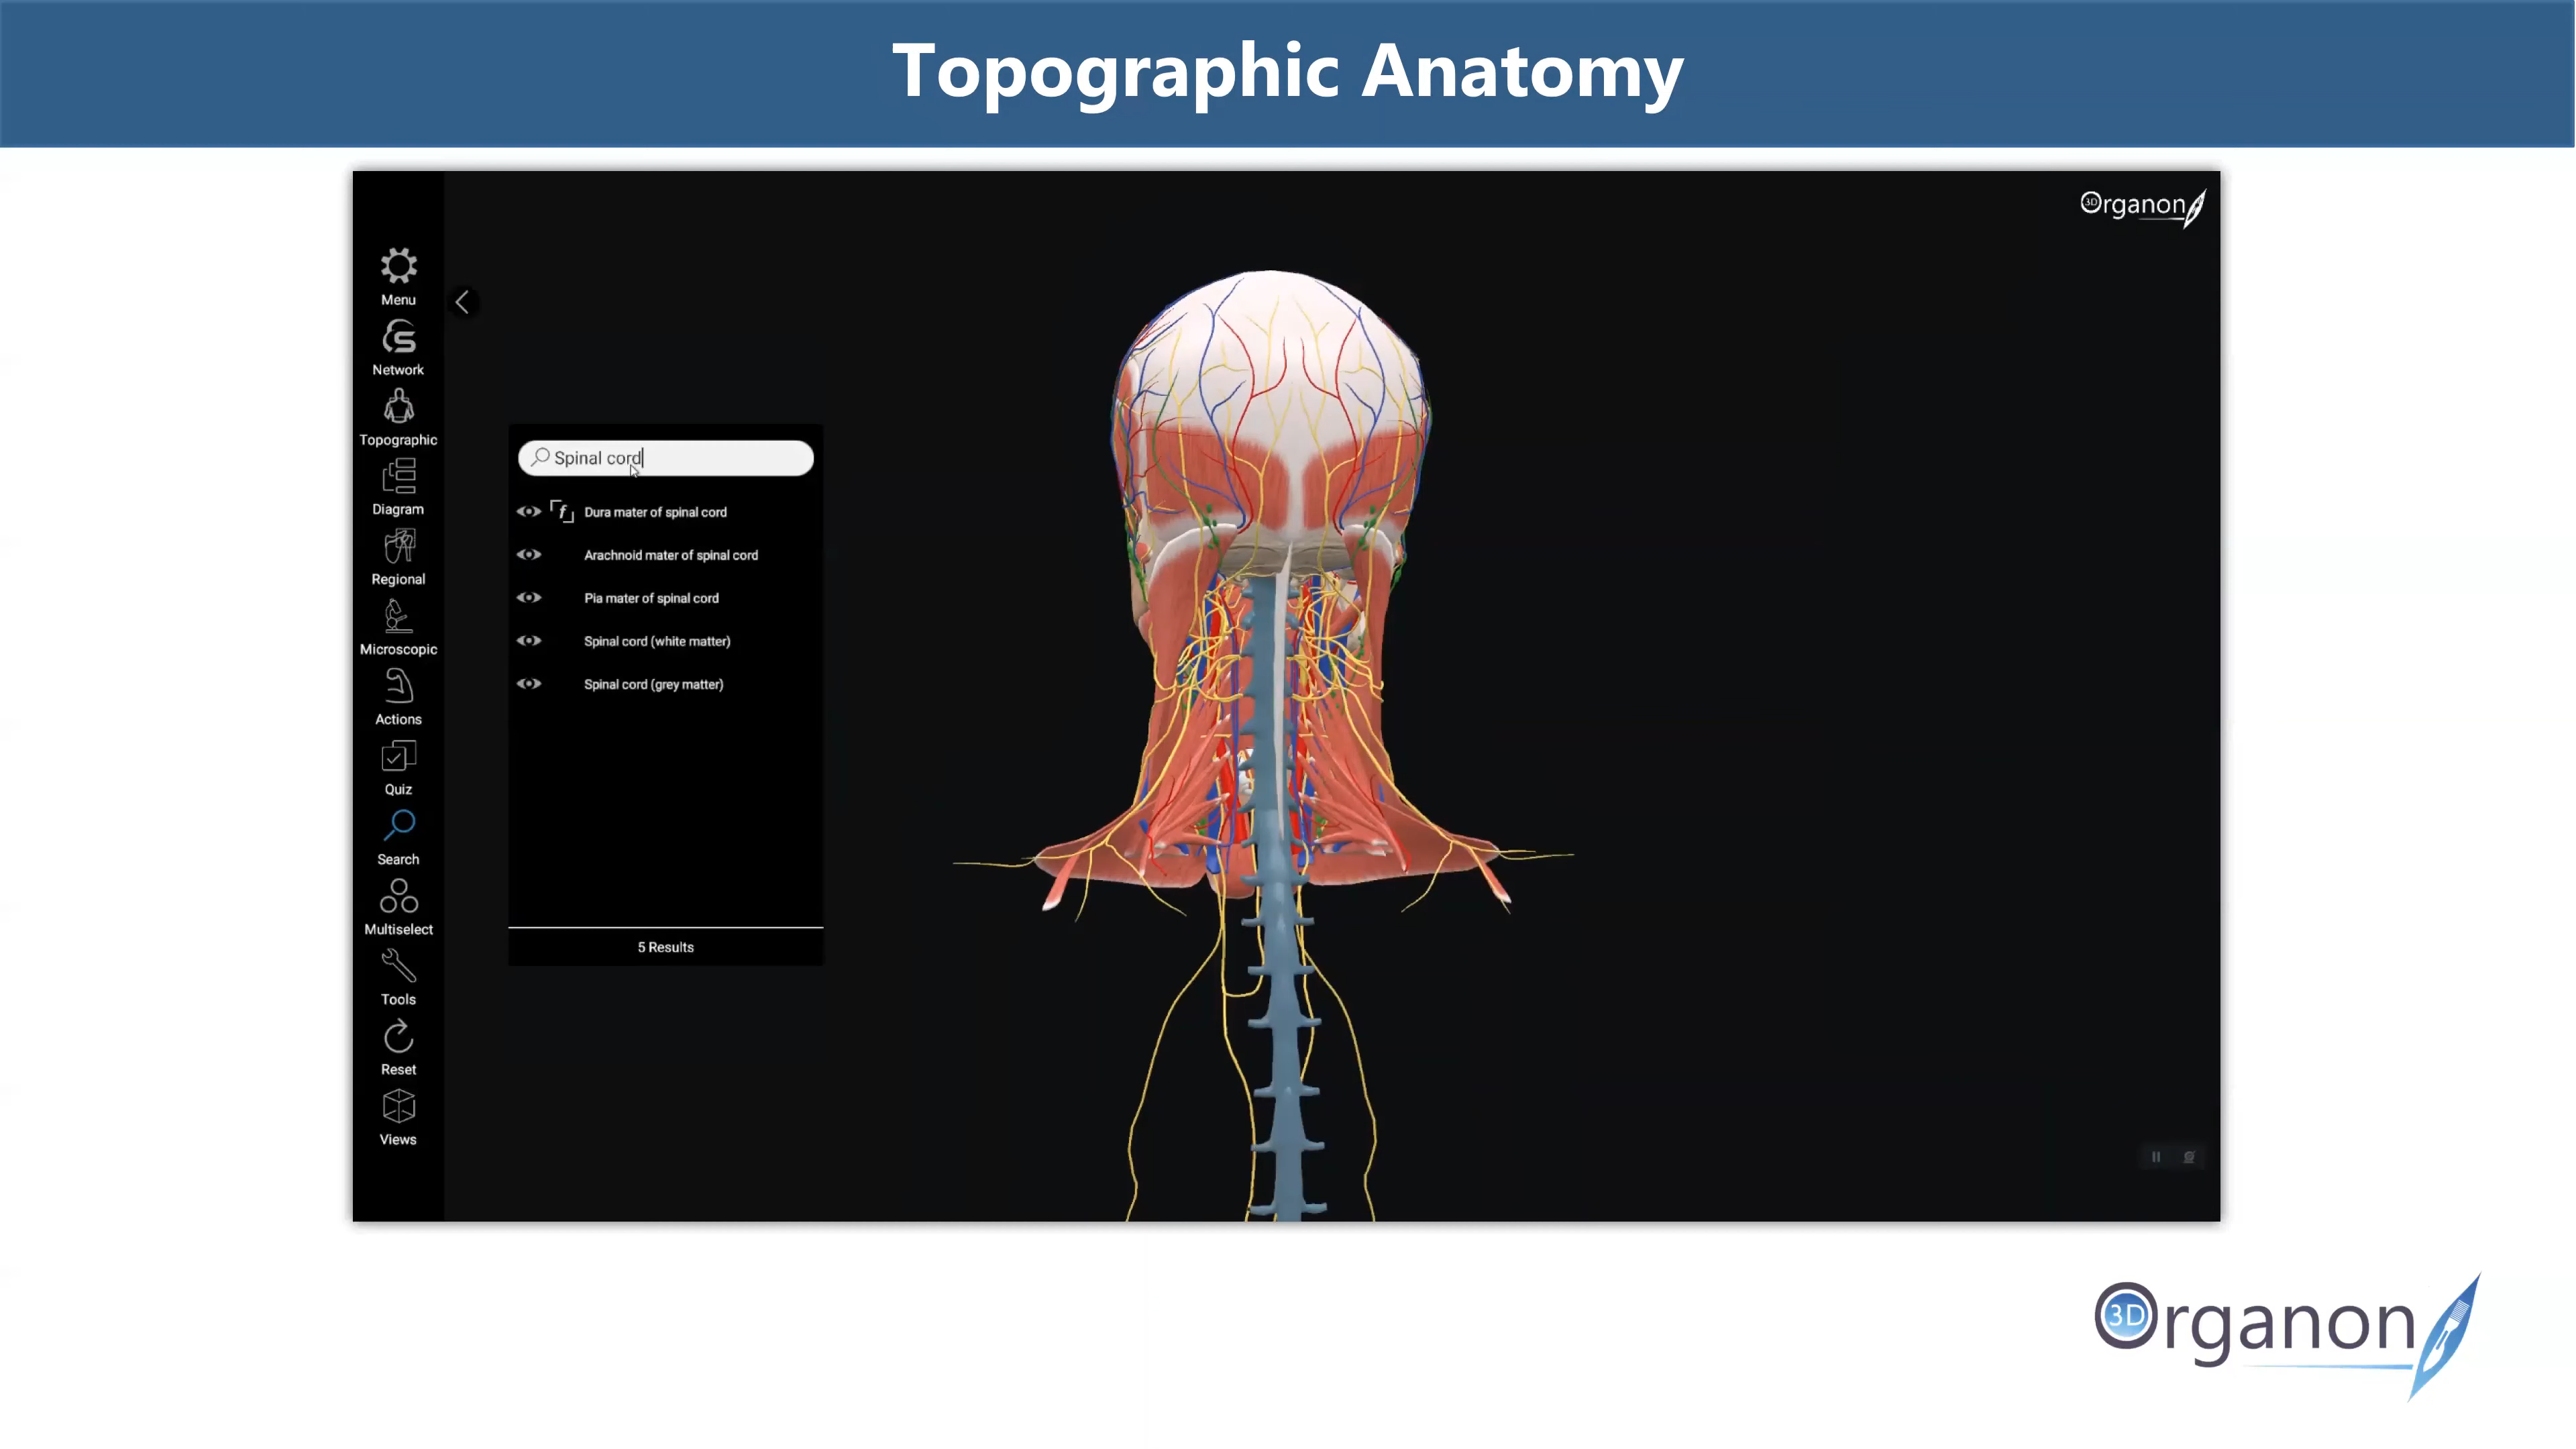 Topographic Anatomy
3D Organon
Menu
Network
Topographic
Diagram
Regional
Microscopic
Actions
Quiz
Search
Multiselect
Tools
Reset
Views
Spinal cord
Dura mater of spinal cord
Arachnoid mater of spinal cord
Pia mater of spinal cord
Spinal cord (white matter)
Spinal cord (grey matter)
5 Results
3D Organon